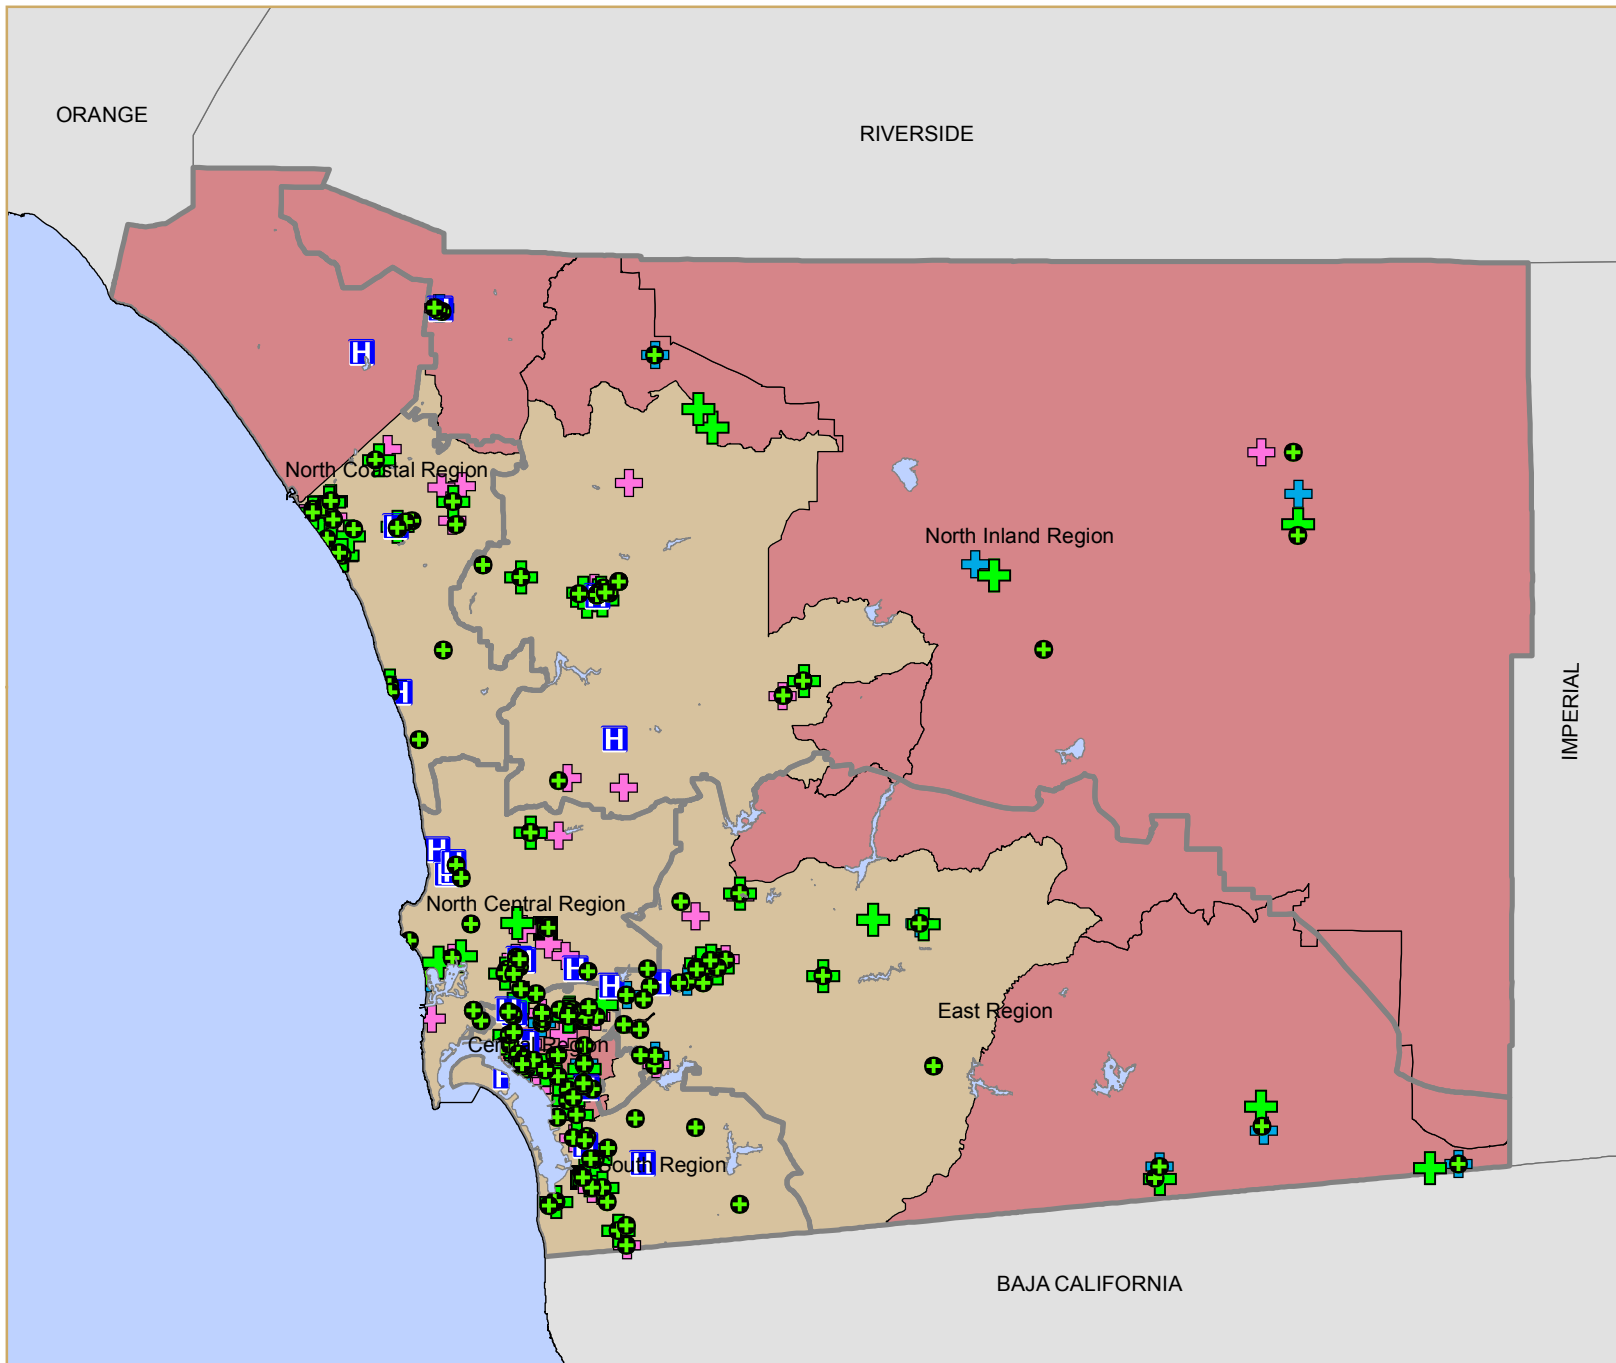 ORANGE
RIVERSIDE
North Coastal Region
North Inland Region
IMPERIAL
North Central Region
East Region
Central Region
South Region
BAJA CALIFORNIA
H
H
H
H
H
H
H
H
H
H